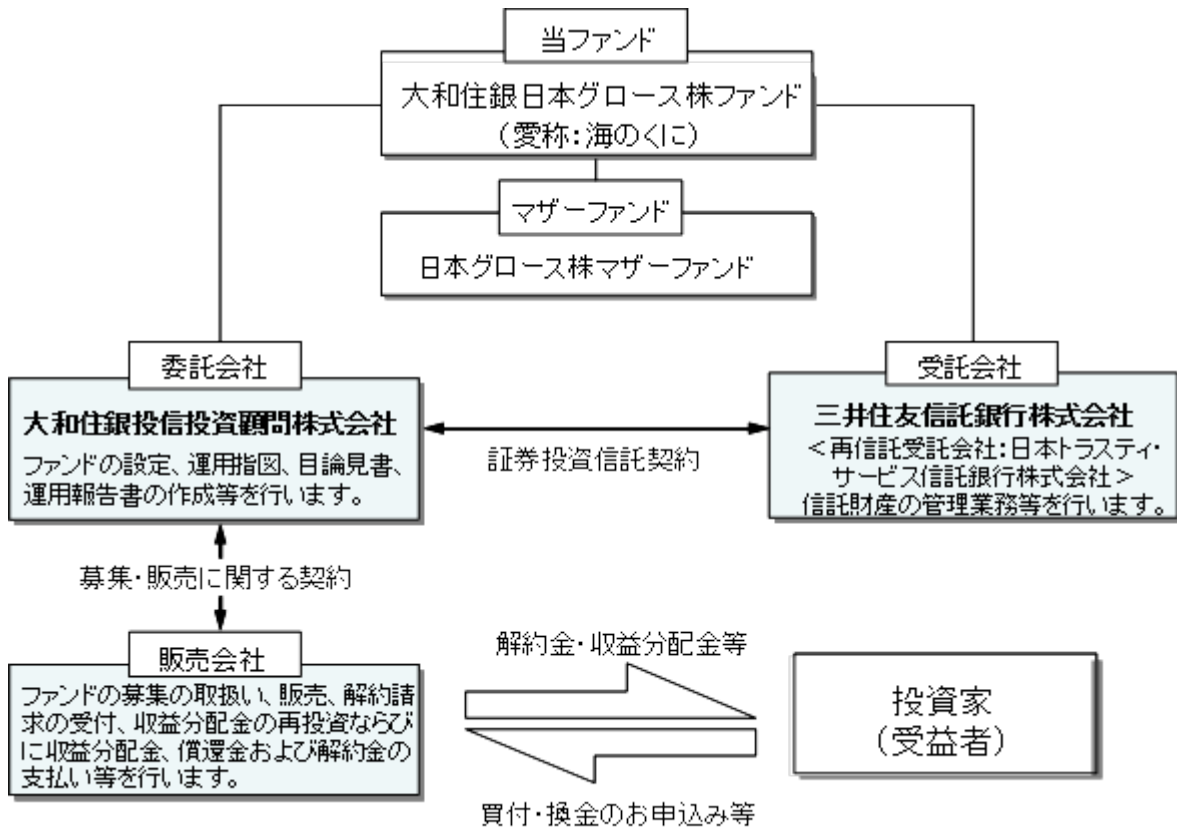 当ファンド
大和住銀日本グロース株ファンド
（愛称：海のくに）
マザーファンド
日本グロース株マザーファンド
委託会社
大和住銀投信投資顧問株式会社
ファンドの設定、運用指図、目論見書、
運用報告書の作成等を行います。
証券投資信託契約
受託会社
三井住友信託銀行株式会社
＜再信託受託会社：日本トラスティ・
サービス信託銀行株式会社＞
信託財産の管理業務等を行います。
募集・販売に関する契約
販売会社
ファンドの募集の取扱い、販売、解約請
求の受付、収益分配金の再投資ならび
に収益分配金、償還金および解約金の
支払い等を行います。
解約金・収益分配金等
買付・換金のお申込み等
投資家
（受益者）